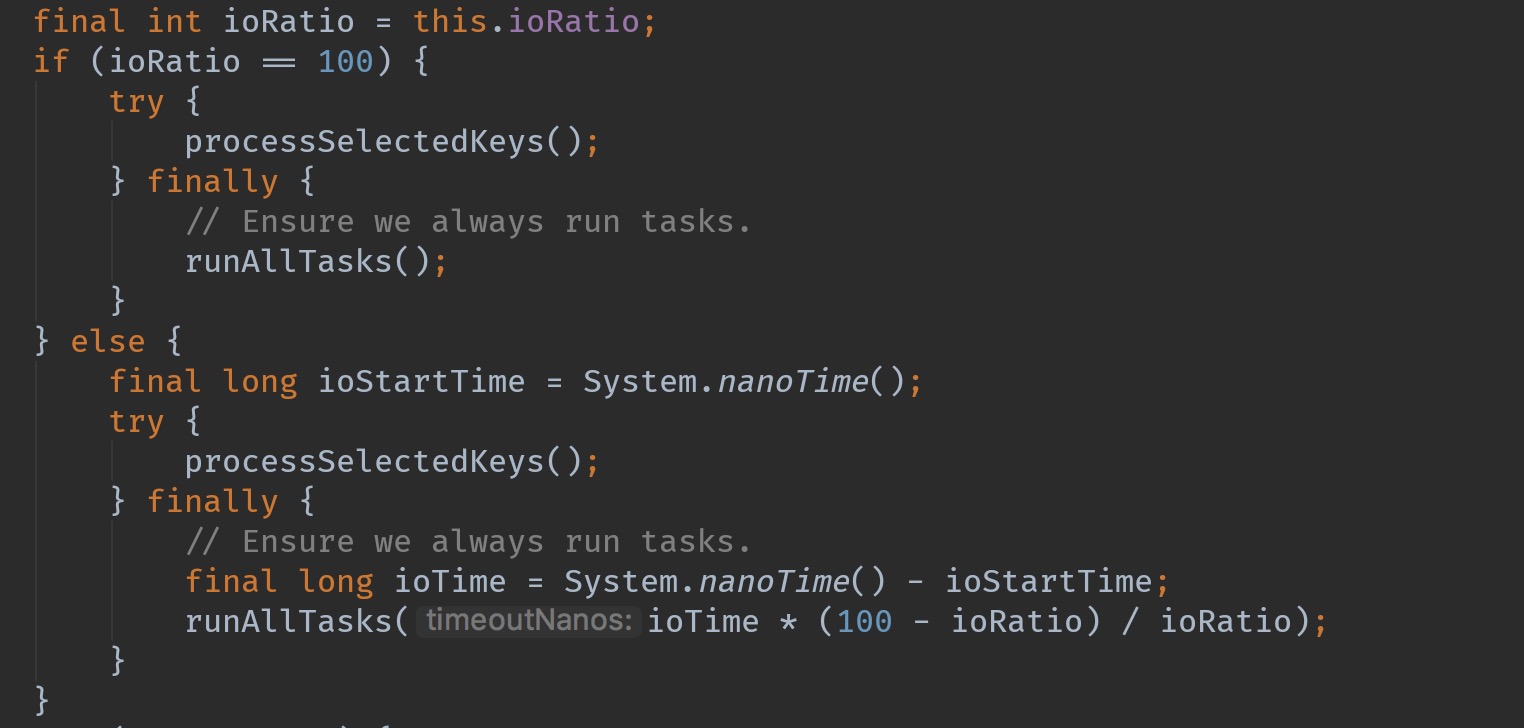 final int ioRatio = this.ioRatio;
if (ioRatio == 100) {
    try {
        processSelectedKeys();
    } finally {
        // Ensure we always run tasks.
        runAllTasks();
    }
} else {
    final long ioStartTime = System.nanoTime();
    try {
        processSelectedKeys();
    } finally {
        // Ensure we always run tasks.
        final long ioTime = System.nanoTime() - ioStartTime;
        runAllTasks( timeoutNanos: ioTime * (100 - ioRatio) / ioRatio);
    }
}